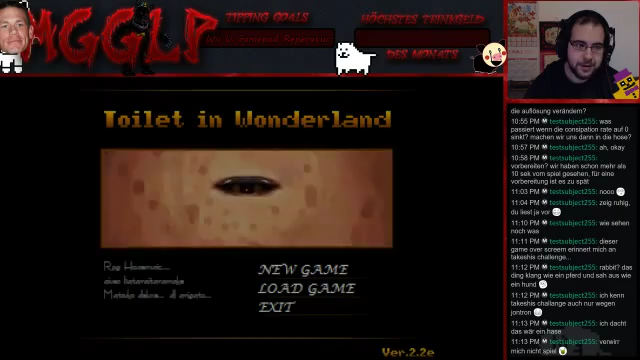 MGGLP
TIPPING GOALS
HÖCHSTES TRINKGELD
DES MONATS
Toilet in Wonderland
NEW GAME
LOAD GAME
EXIT
Ver.2.2e
die auflösung verändern?
10:55 PM testsubject255: was
passiert wenn die consipation rate auf 0
sinkt? machen wir uns dann in die hose?
10:57 PM testsubject255: ah, okay
10:58 PM testsubject255:
vorbereiten? wir haben schon mehr als
10 sek vom spiel gesehen, für eine
vorbereitung ist es zu spät
11:03 PM testsubject255: nooo
11:04 PM testsubject255: zeig ruhig,
du liest ja vor
11:10 PM testsubject255: wie sehen
noch was
11:11 PM testsubject255: dieser
game over screem erinnert mich an
takeshis challenge...
11:12 PM testsubject255: rabbit? das
ding klang wie ein pferd und sah aus wie
ein hund
11:12 PM testsubject255: ich kenn
takeshis challange auch nur wegen
jontron
11:13 PM testsubject255: ich dacht
das wär ein hase
11:13 PM testsubject255: verwirr
mich nicht spiel